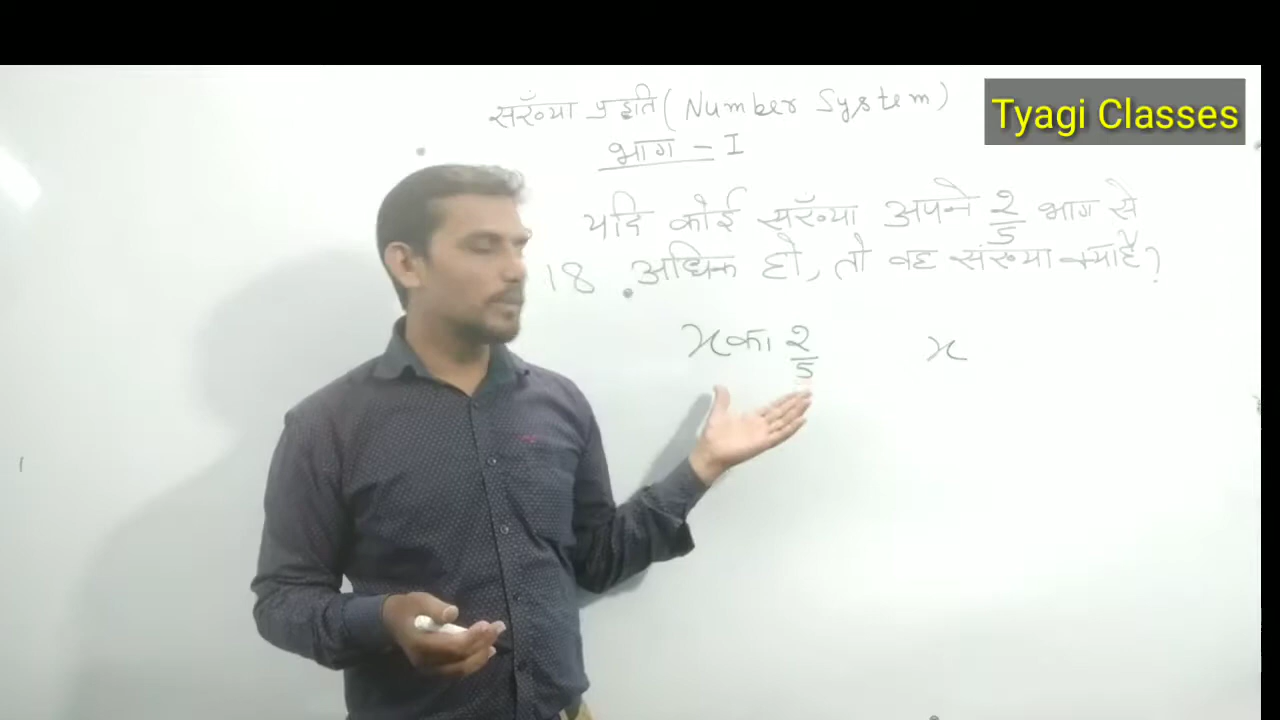 संख्या पद्धति (Number System)
Tyagi Classes
भाग - I
यदि कोई संख्या अपने 2/5 भाग से
18 अधिक हो, तो वह संख्या क्या है?
x का 2/5 x